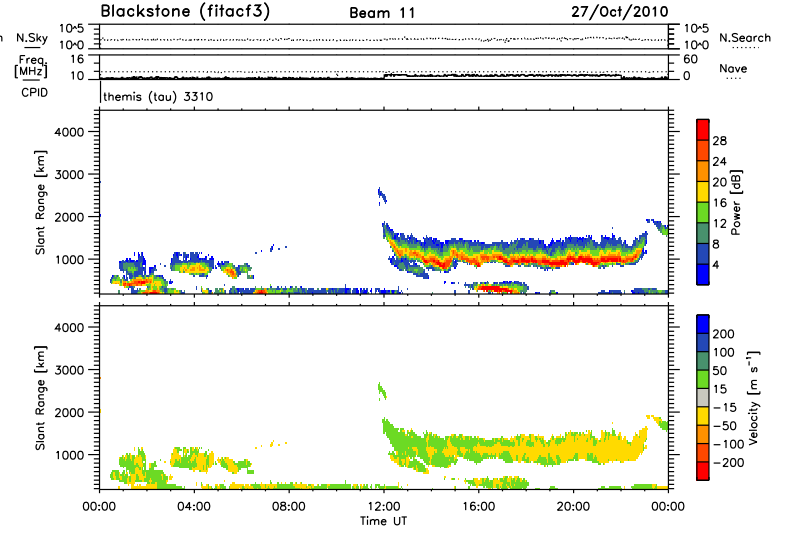 Blackstone (fitacf3)
Beam 11
27/Oct/2010
N.Sky
10^5
10^0
10^5
10^0
N.Search
Freq.
[MHz]
16
10
60
0
Nave
CPID
themis (tau) 3310
Slant Range [km]
4000
3000
2000
1000
28
24
20
16
12
8
4
Power [dB]
Slant Range [km]
4000
3000
2000
1000
200
100
50
15
-15
-50
-100
-200
Velocity [m s⁻¹]
00:00 04:00 08:00 12:00 16:00 20:00 00:00
Time UT